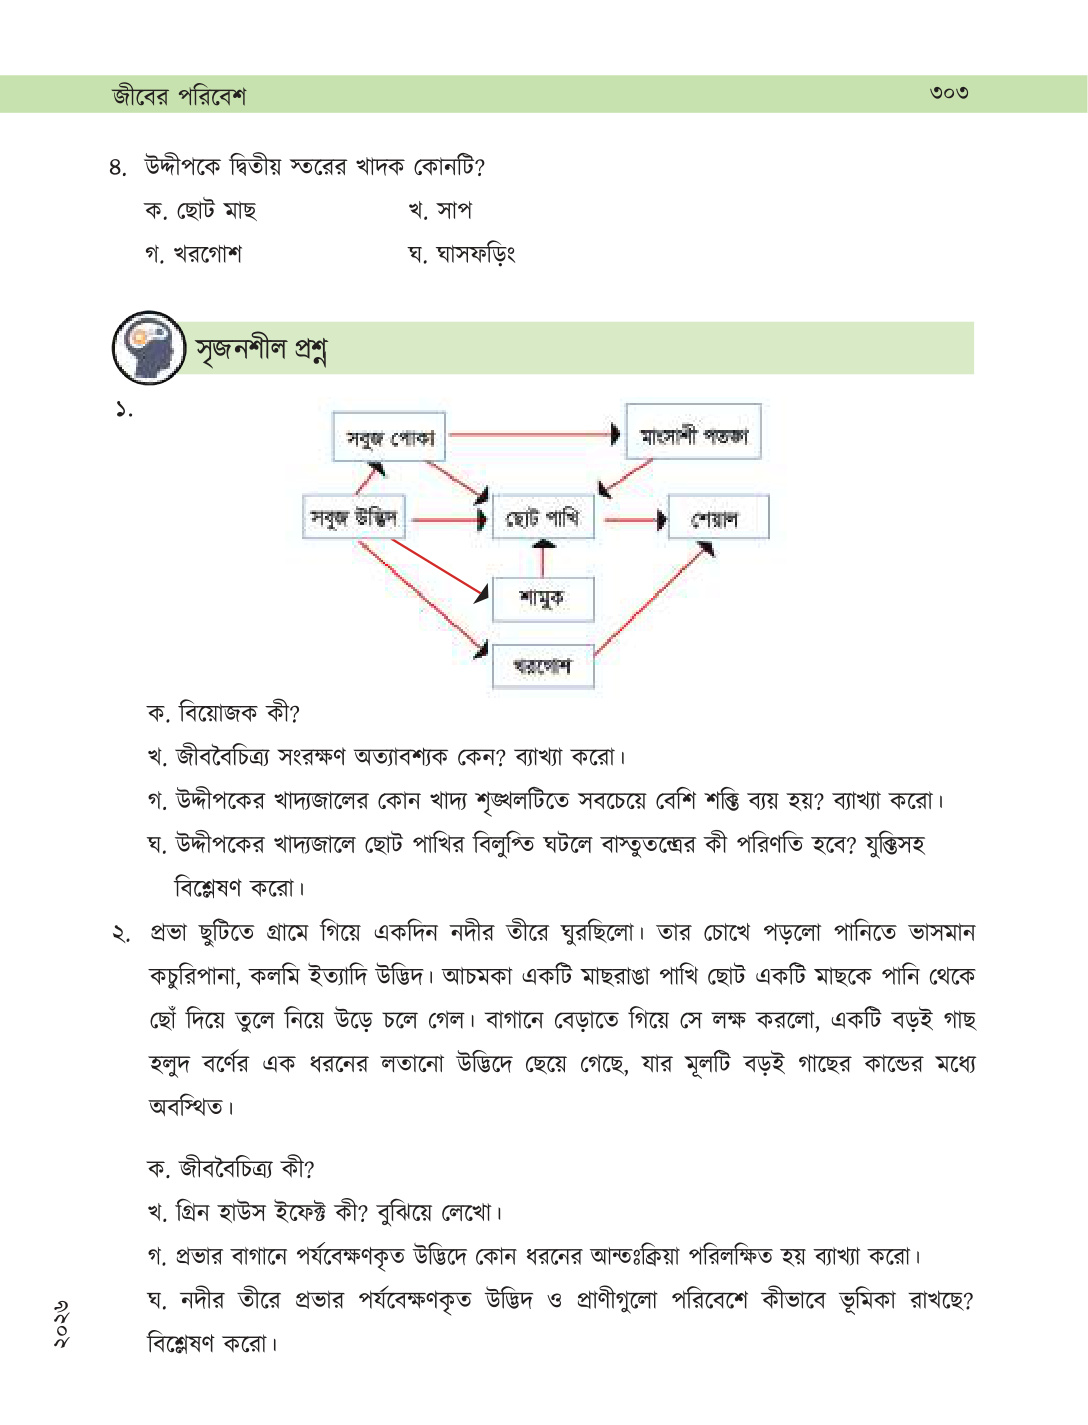 জীবের পরিবেশ ৩০৩
৪. উদ্দীপকে দ্বিতীয় স্তরের খাদক কোনটি?
ক. ছোট মাছ খ. সাপ
গ. খরগোশ ঘ. ঘাসফড়িং
সৃজনশীল প্রশ্ন
১.
সবুজ পোকা মাংসাশী পতঙ্গ
সবুজ উদ্ভিদ ছোট পাখি শেয়াল
শামুক
খরগোশ
ক. বিয়োজক কী?
খ. জীববৈচিত্র্য সংরক্ষণ অত্যাবশ্যক কেন? ব্যাখ্যা করো।
গ. উদ্দীপকের খাদ্যজালের কোন খাদ্য শৃঙ্খলটিতে সবচেয়ে বেশি শক্তি ব্যয় হয়? ব্যাখ্যা করো।
ঘ. উদ্দীপকের খাদ্যজালে ছোট পাখির বিলুপ্তি ঘটলে বাস্তুতন্ত্রের কী পরিণতি হবে? যুক্তিসহ
বিশ্লেষণ করো।
২. প্রভা ছুটিতে গ্রামে গিয়ে একদিন নদীর তীরে ঘুরছিলো। তার চোখে পড়লো পানিতে ভাসমান
কচুরিপানা, কলমি ইত্যাদি উদ্ভিদ। আচমকা একটি মাছরাঙা পাখি ছোট একটি মাছকে পানি থেকে
ছোঁ দিয়ে তুলে নিয়ে উড়ে চলে গেল। বাগানে বেড়াতে গিয়ে সে লক্ষ করলো, একটি বড়ই গাছ
হলুদ বর্ণের এক ধরনের লতানো উদ্ভিদে ছেয়ে গেছে, যার মূলটি বড়ই গাছের কান্ডের মধ্যে
অবস্থিত।
ক. জীববৈচিত্র্য কী?
খ. গ্রিন হাউস ইফেক্ট কী? বুঝিয়ে লেখো।
গ. প্রভার বাগানে পর্যবেক্ষণকৃত উদ্ভিদে কোন ধরনের আন্তঃক্রিয়া পরিলক্ষিত হয় ব্যাখ্যা করো।
ঘ. নদীর তীরে প্রভার পর্যবেক্ষণকৃত উদ্ভিদ ও প্রাণীগুলো পরিবেশে কীভাবে ভূমিকা রাখছে?
বিশ্লেষণ করো।
২০২৬